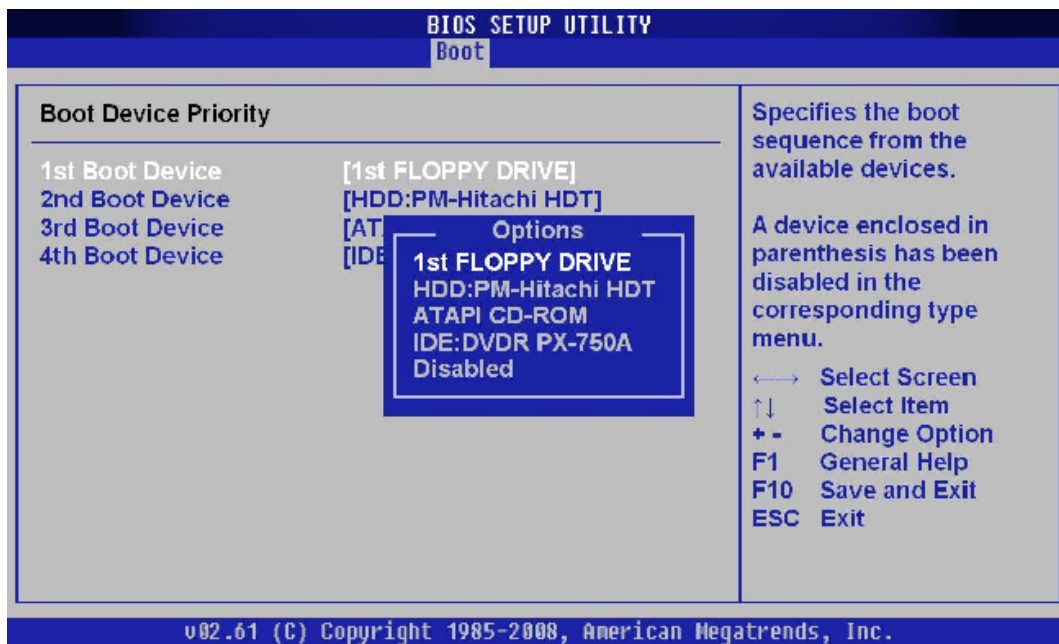 BIOS SETUP UTILITY
Boot
Boot Device Priority
1st Boot Device [1st FLOPPY DRIVE]
2nd Boot Device [HDD:PM-Hitachi HDT]
3rd Boot Device [AT
4th Boot Device [IDE
Options
1st FLOPPY DRIVE
HDD:PM-Hitachi HDT
ATAPI CD-ROM
IDE:DVDR PX-750A
Disabled
Specifies the boot
sequence from the
available devices.
A device enclosed in
parenthesis has been
disabled in the
corresponding type
menu.
←→ Select Screen
↑↓ Select Item
+ - Change Option
F1 General Help
F10 Save and Exit
ESC Exit
v02.61 (C) Copyright 1985-2008, American Megatrends, Inc.